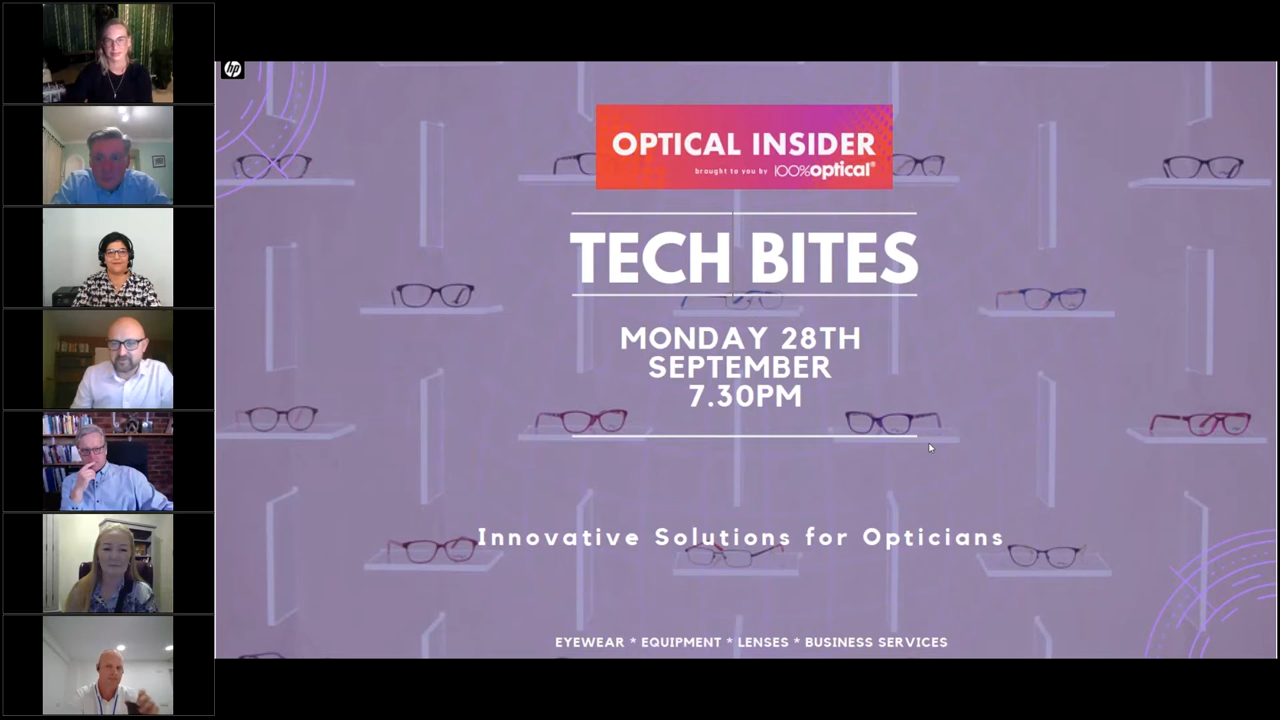 hp
OPTICAL INSIDER
brought to you by 100%optical®
TECH BITES
MONDAY 28TH
SEPTEMBER
7.30PM
Innovative Solutions for Opticians
EYEWEAR * EQUIPMENT * LENSES * BUSINESS SERVICES